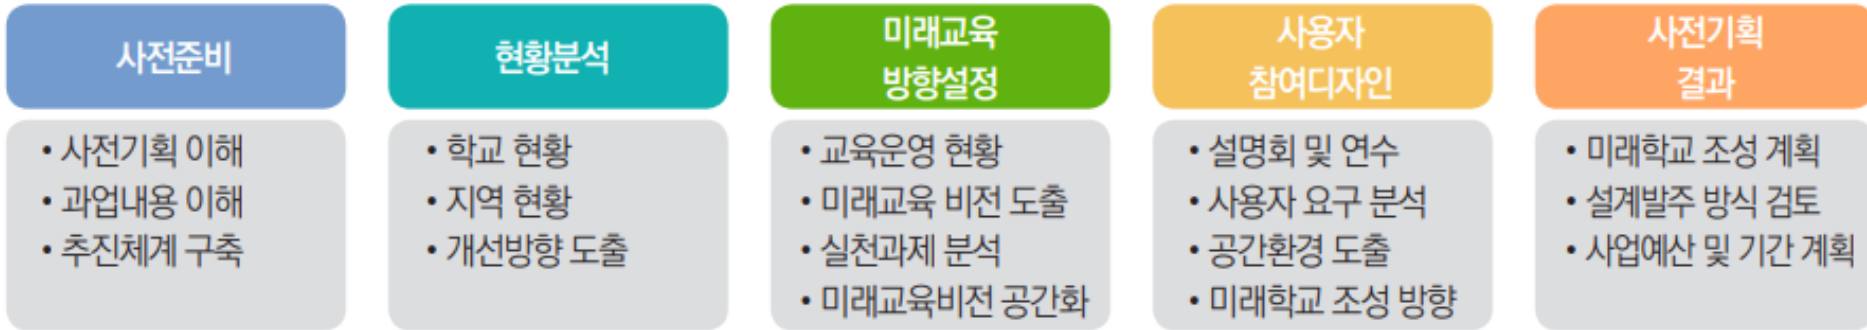 사전준비
• 사전기획 이해
• 과업내용 이해
• 추진체계 구축
현황분석
• 학교 현황
• 지역 현황
• 개선방향 도출
미래교육
방향설정
• 교육운영 현황
• 미래교육 비전 도출
• 실천과제 분석
• 미래교육비전 공간화
사용자
참여디자인
• 설명회 및 연수
• 사용자 요구 분석
• 공간환경 도출
• 미래학교 조성 방향
사전기획
결과
• 미래학교 조성 계획
• 설계발주 방식 검토
• 사업예산 및 기간 계획